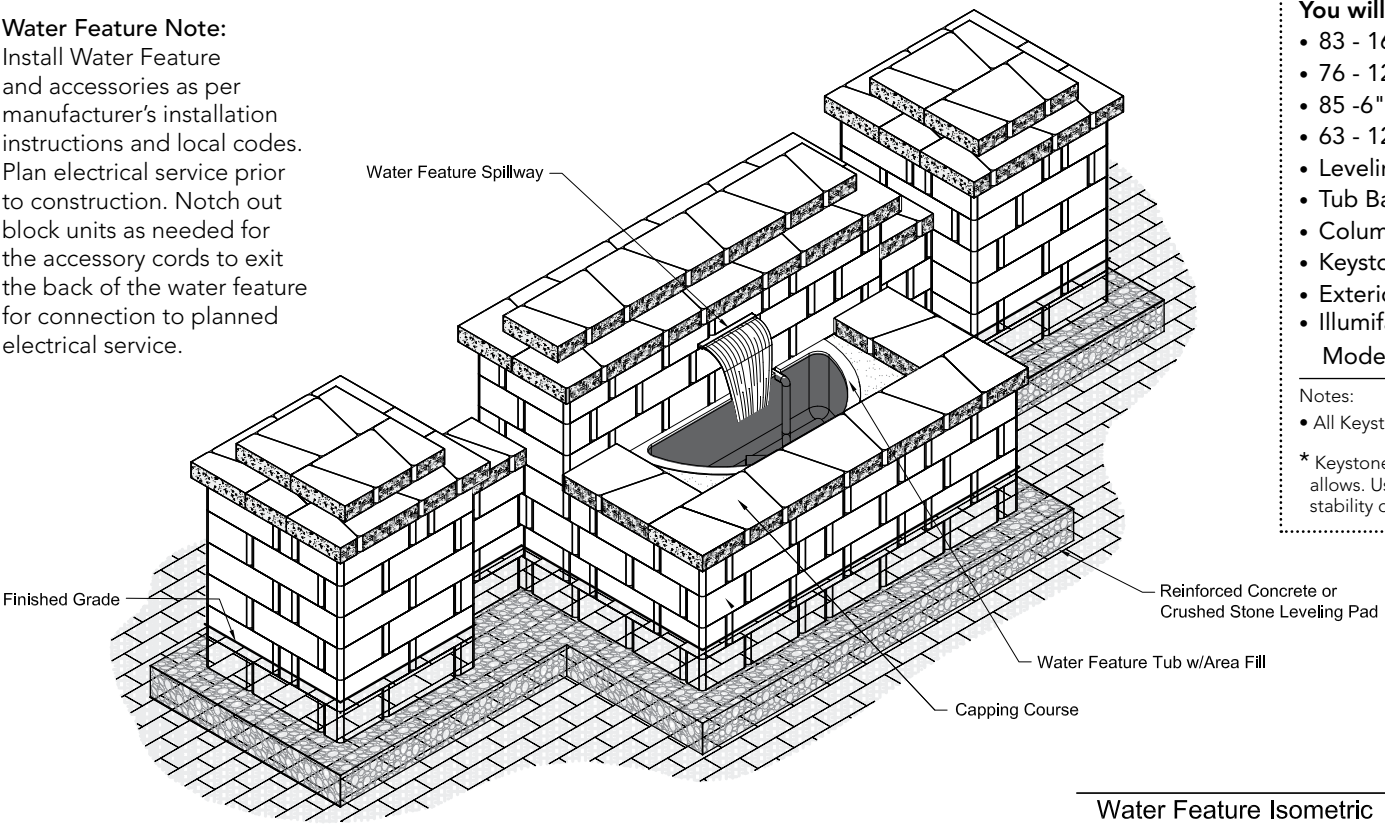 Water Feature Note:
Install Water Feature
and accessories as per
manufacturer's installation
instructions and local codes.
Plan electrical service prior
to construction. Notch out
block units as needed for
the accessory cords to exit
the back of the water feature
for connection to planned
electrical service.
Water Feature Spillway
Finished Grade
You will
• 83 - 16
• 76 - 12
• 85 -6"
• 63 - 12
• Levelin
• Tub Ba
• Colum
• Keysto
• Exterio
• Illumif
Mode
Notes:
• All Keyst
* Keystone
allows. Us
stability o
Reinforced Concrete or
Crushed Stone Leveling Pad
Water Feature Tub w/Area Fill
Capping Course
Water Feature Isometric